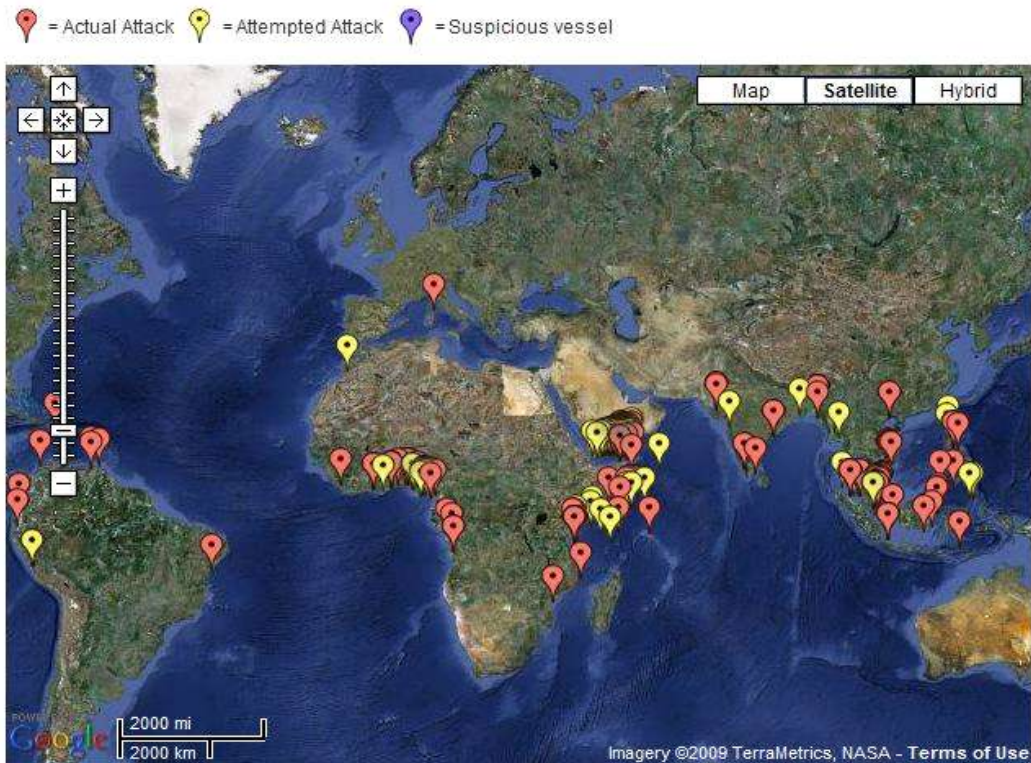 = Actual Attack = Attempted Attack = Suspicious vessel
Map Satellite Hybrid
POWERED
Google
2000 mi
2000 km
Imagery ©2009 TerraMetrics, NASA - Terms of Use